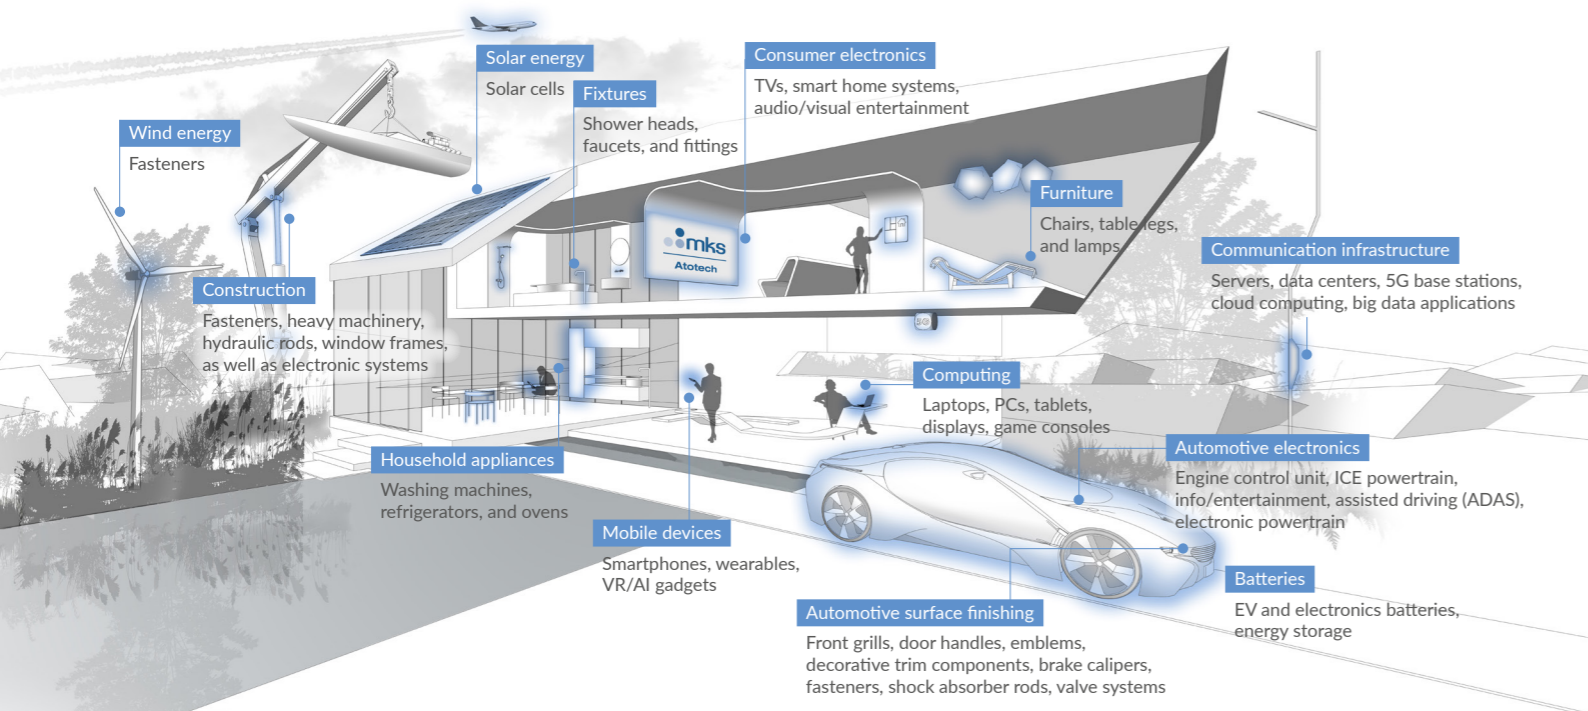 Solar energy
Solar cells
Consumer electronics
TVs, smart home systems,
audio/visual entertainment
Fixtures
Shower heads,
faucets, and fittings
Wind energy
Fasteners
Furniture
Chairs, table legs,
and lamps
mks
Atotech
Communication infrastructure
Servers, data centers, 5G base stations,
cloud computing, big data applications
Construction
Fasteners, heavy machinery,
hydraulic rods, window frames,
as well as electronic systems
Computing
Laptops, PCs, tablets,
displays, game consoles
Household appliances
Washing machines,
refrigerators, and ovens
Automotive electronics
Engine control unit, ICE powertrain,
info/entertainment, assisted driving (ADAS),
electronic powertrain
Mobile devices
Smartphones, wearables,
VR/AI gadgets
Batteries
EV and electronics batteries,
energy storage
Automotive surface finishing
Front grills, door handles, emblems,
decorative trim components, brake calipers,
fasteners, shock absorber rods, valve systems